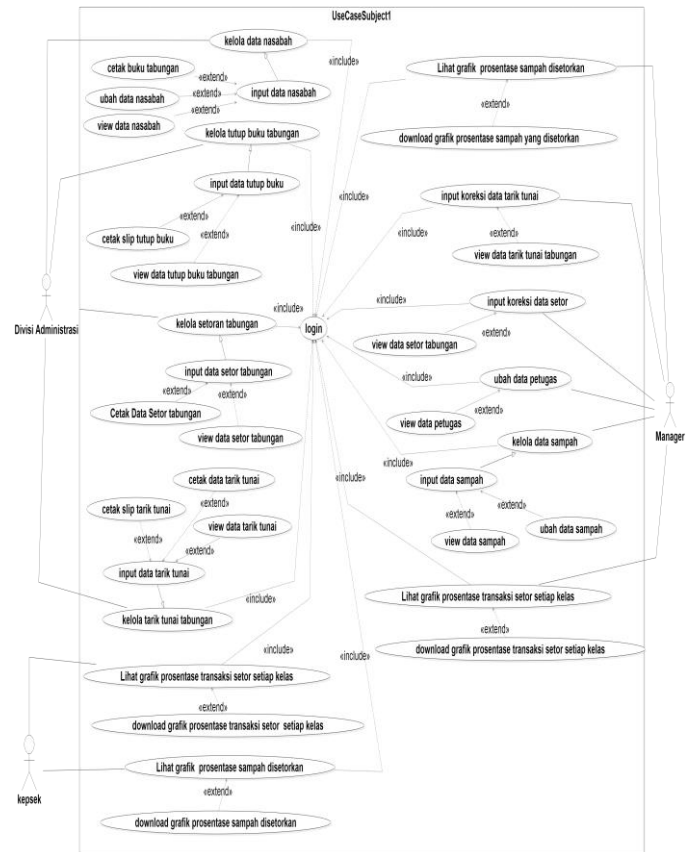 UseCaseSubject1
kelola data nasabah
«include»
cetak buku tabungan
«extend»
ubah data nasabah
«extend»
input data nasabah
view data nasabah
«extend»
kelola tutup buku tabungan
input data tutup buku
«include»
«extend»
cetak slip tutup buku
«extend»
view data tutup buku tabungan
Divisi Administrasi
kelola setoran tabungan
«include»
login
input data setor tabungan
«extend»
«extend»
Cetak Data Setor tabungan
view data setor tabungan
cetak data tarik tunai
cetak slip tarik tunai
«extend»
view data tarik tunai
«extend»
«extend»
input data tarik tunai
kelola tarik tunai tabungan
«include»
«include»
Lihat grafik prosentase transaksi setor setiap kelas
«extend»
download grafik prosentase transaksi setor setiap kelas
Lihat grafik prosentase sampah disetorkan
«extend»
download grafik prosentase sampah disetorkan
kepsek
Lihat grafik prosentase sampah disetorkan
«extend»
download grafik prosentase sampah yang disetorkan
«include»
input koreksi data tarik tunai
«include»
«extend»
view data tarik tunai tabungan
«include»
input koreksi data setor
view data setor tabungan
«extend»
«include»
ubah data petugas
view data petugas
«extend»
Manager
kelola data sampah
«include»
«include»
input data sampah
«extend»
«extend»
ubah data sampah
view data sampah
«include»
Lihat grafik prosentase transaksi setor setiap kelas
«extend»
download grafik prosentase transaksi setor setiap kelas
«include»